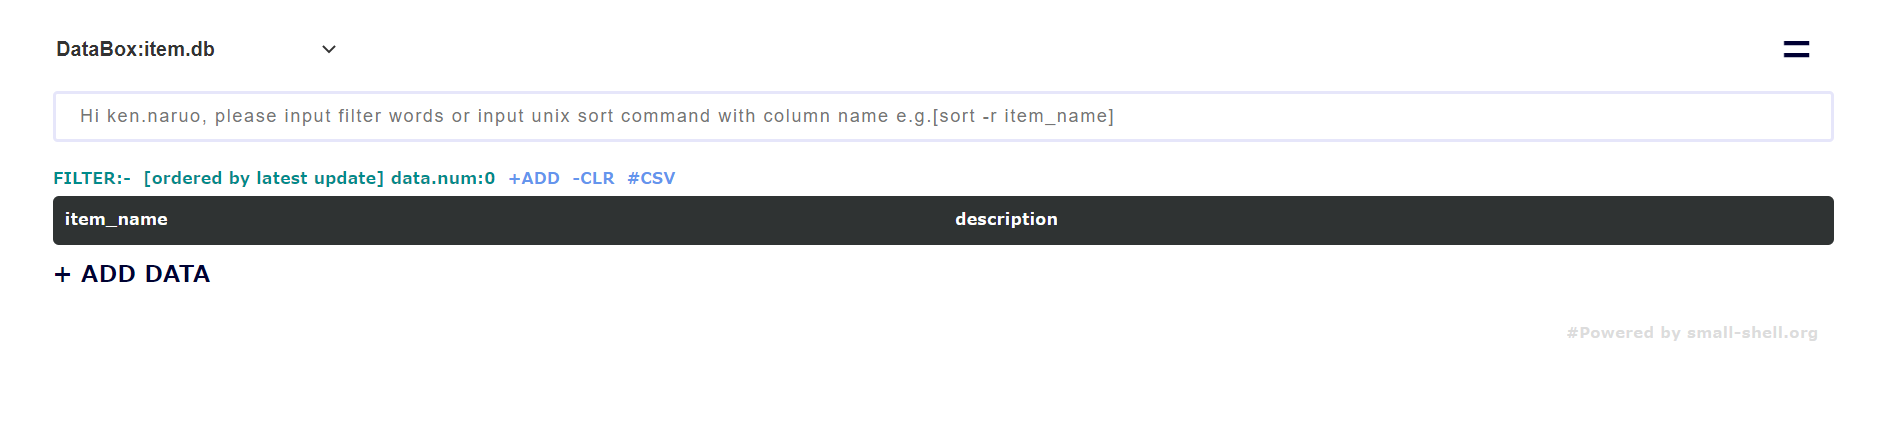 DataBox:item.db
Hi ken.naruo, please input filter words or input unix sort command with column name e.g.[sort -r item_name]
FILTER:- [ordered by latest update] data.num:0 +ADD -CLR #CSV
item_name description
+ ADD DATA
#Powered by small-shell.org